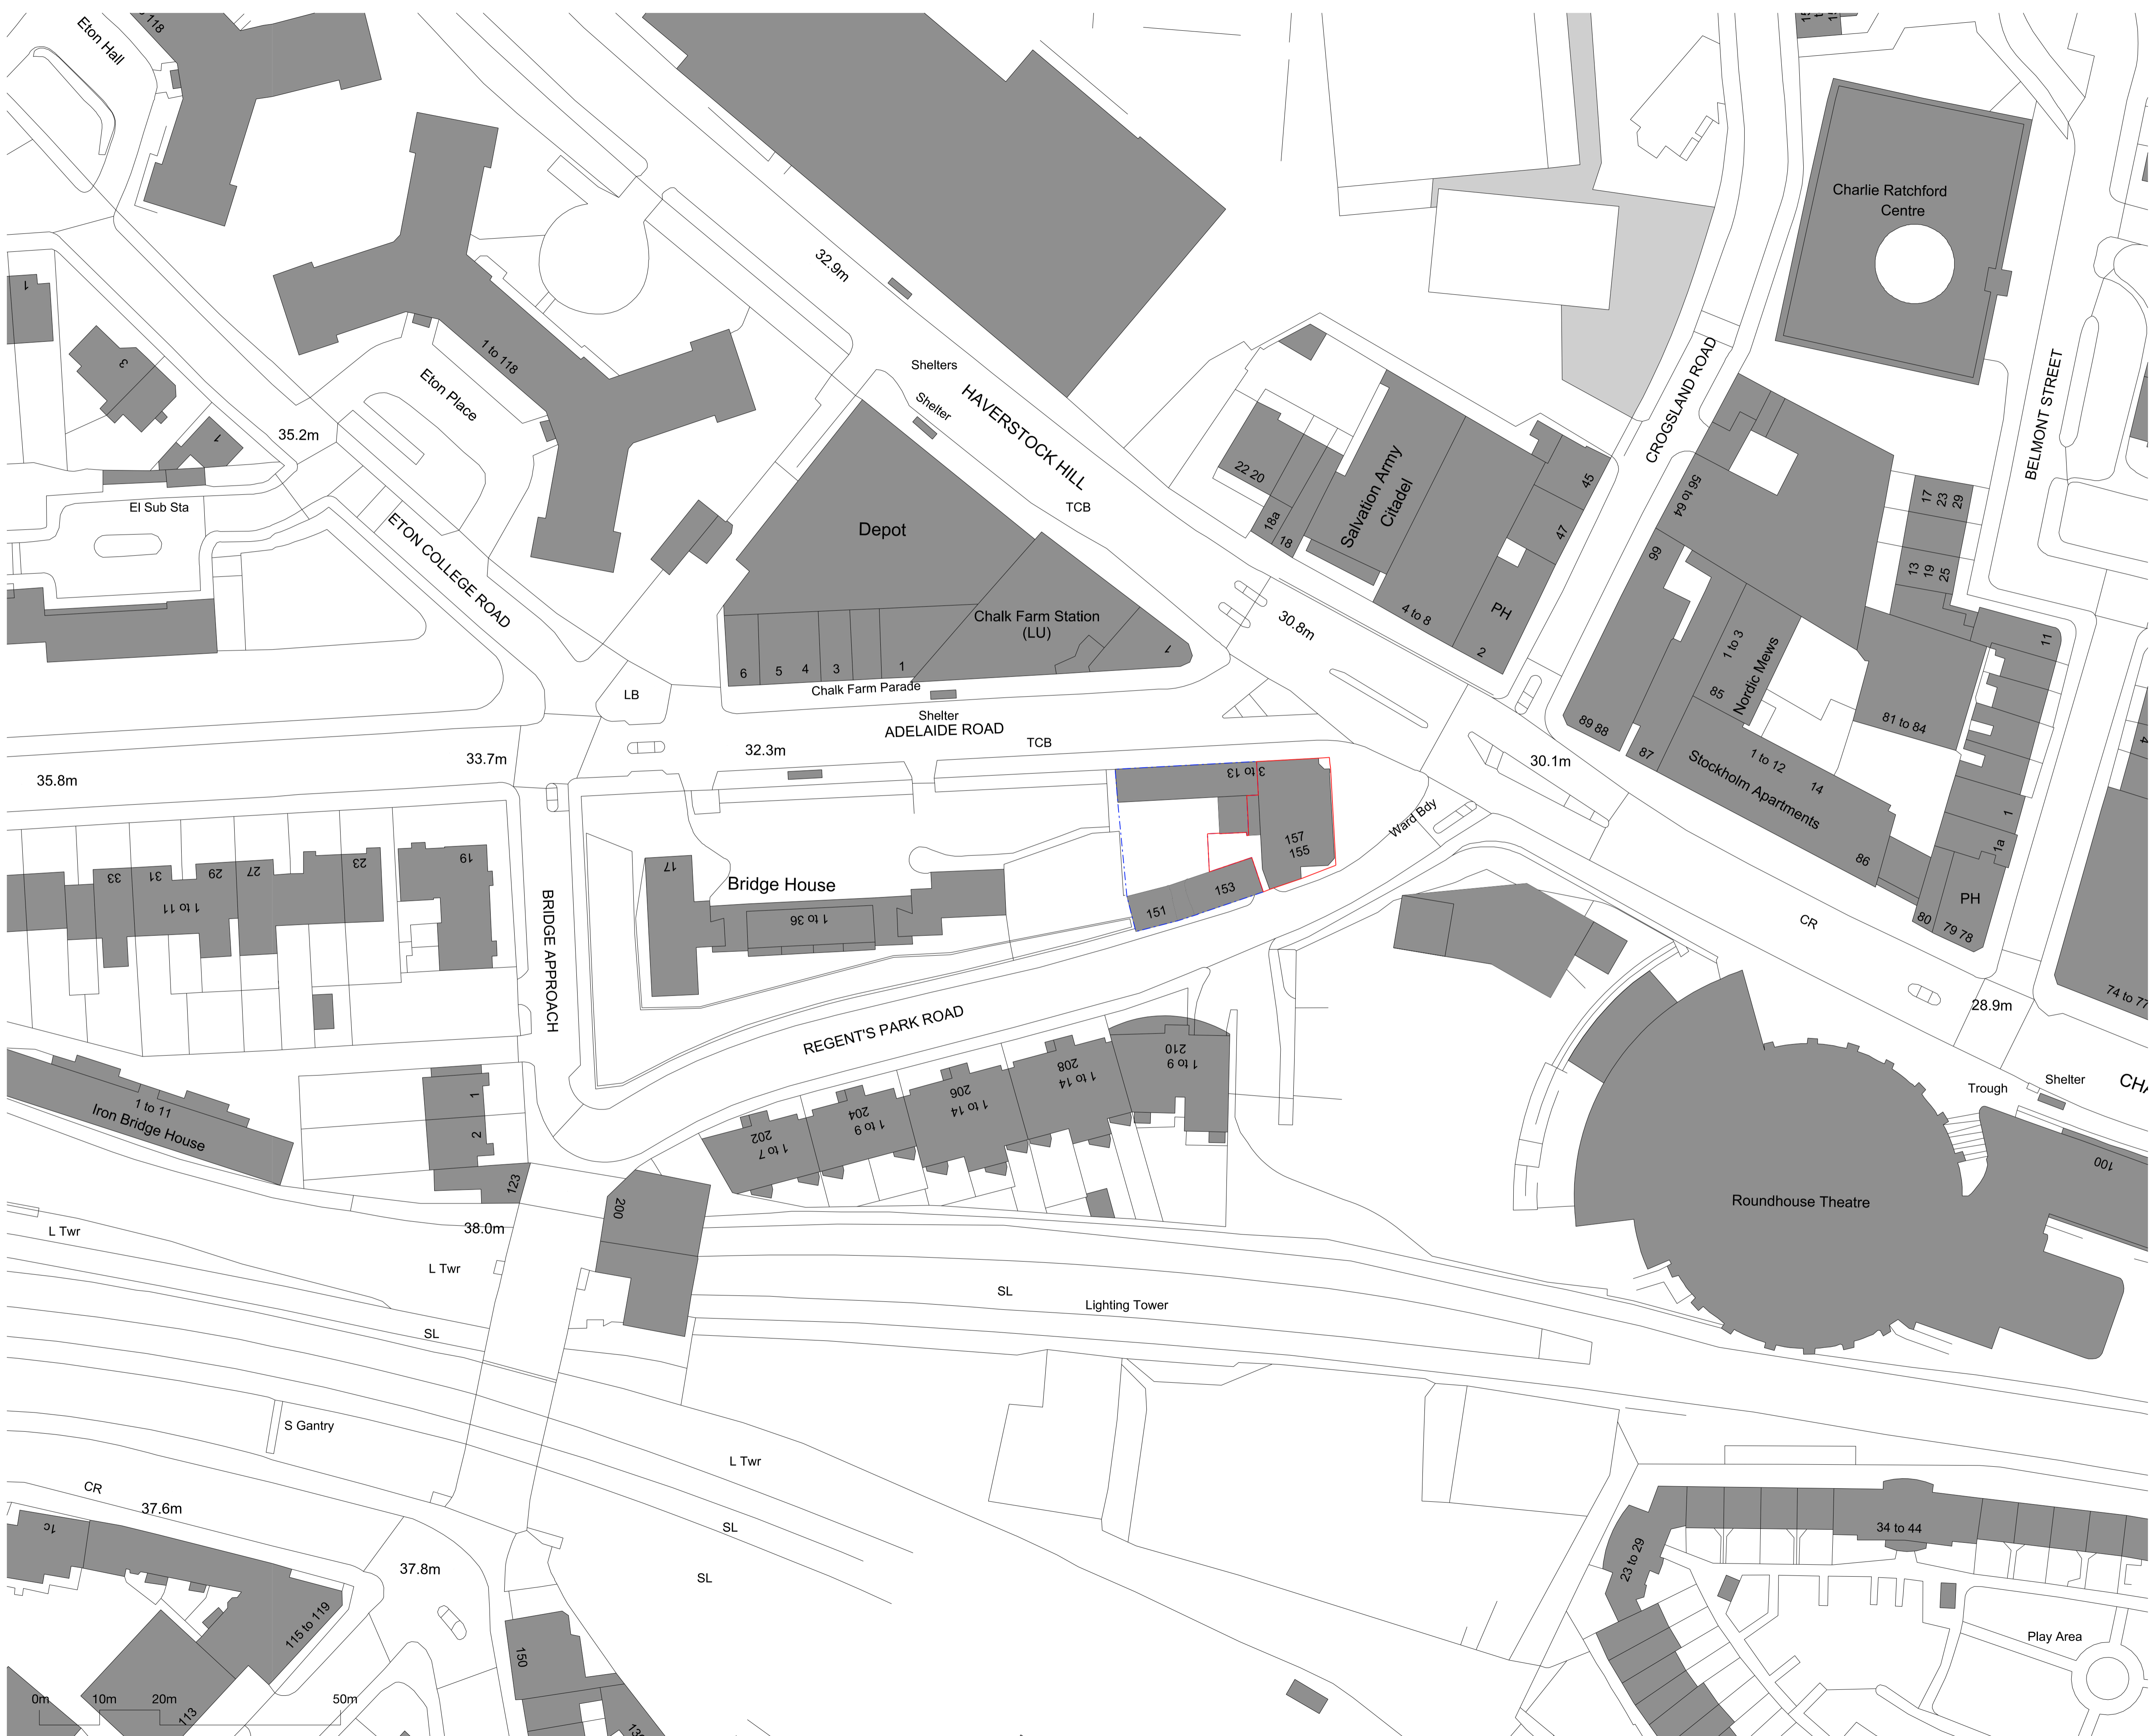 118
Eton Hall
32.9m
Charlie Ratchford
Centre
1
3
1
1 to 118
Eton Place
35.2m
El Sub Sta
ETON COLLEGE ROAD
Shelters
Shelter
HAVERSTOCK HILL
TCB
Depot
Chalk Farm Station
(LU)
1
6
5
4
3
1
Chalk Farm Parade
LB
Shelter
ADELAIDE ROAD
TCB
22 20
18a
18
Salvation Army
Citadel
4 to 8
PH
2
45
47
30.8m
CROGSLAND ROAD
BELMONT STREET
56 to 64
66
89 88
87
1 to 3
85
Nordic Mews
1 to 12
14
Stockholm Apartments
86
81 to 84
17
23
29
13
19
25
11
1
1a
PH
80
79 78
74 to 77
35.8m
33.7m
32.3m
30.1m
3 to 13
157
155
153
151
Ward Bdy
33
31
29
27
23
19
1 to 11
17
Bridge House
1 to 36
BRIDGE APPROACH
REGENT'S PARK ROAD
CR
28.9m
Trough
Shelter
CHA
100
Roundhouse Theatre
1 to 11
Iron Bridge House
1
2
123
200
202
1 to 7
204
1 to 9
206
1 to 14
208
1 to 14
210
1 to 9
38.0m
L Twr
L Twr
SL
SL
Lighting Tower
S Gantry
L Twr
SL
SL
CR
37.6m
1c
37.8m
115 to 119
113
150
34 to 44
23 to 29
Play Area
0m
10m
20m
50m